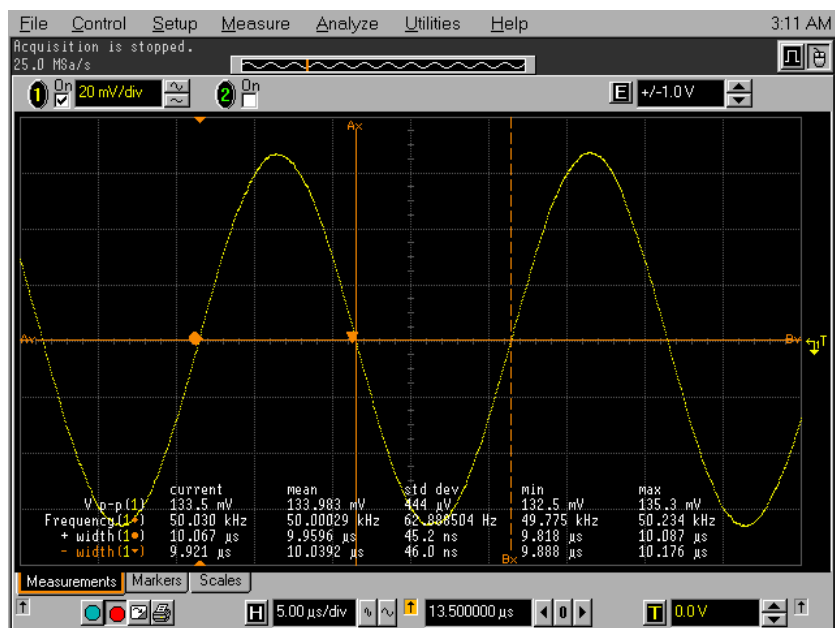 File Control Setup Measure Analyze Utilities Help 3:11 AM
Acquisition is stopped.
25.0 MSa/s
1 On 20 mV/div 2 On E +/-1.0 V
Ax
Ay By T
current mean std dev min max
V p-p(1) 133.5 mV 133.983 mV 444 µV 132.5 mV 135.3 mV
Frequency(1) 50.030 kHz 50.00029 kHz 62.888504 Hz 49.775 kHz 50.234 kHz
+ width(1) 10.067 µs 9.9596 µs 45.2 ns 9.818 µs 10.087 µs
- width(1) 9.921 µs 10.0392 µs 46.0 ns 9.888 µs 10.176 µs
Bx
Measurements Markers Scales
H 5.00 µs/div 13.500000 µs 0 T 0.0 V